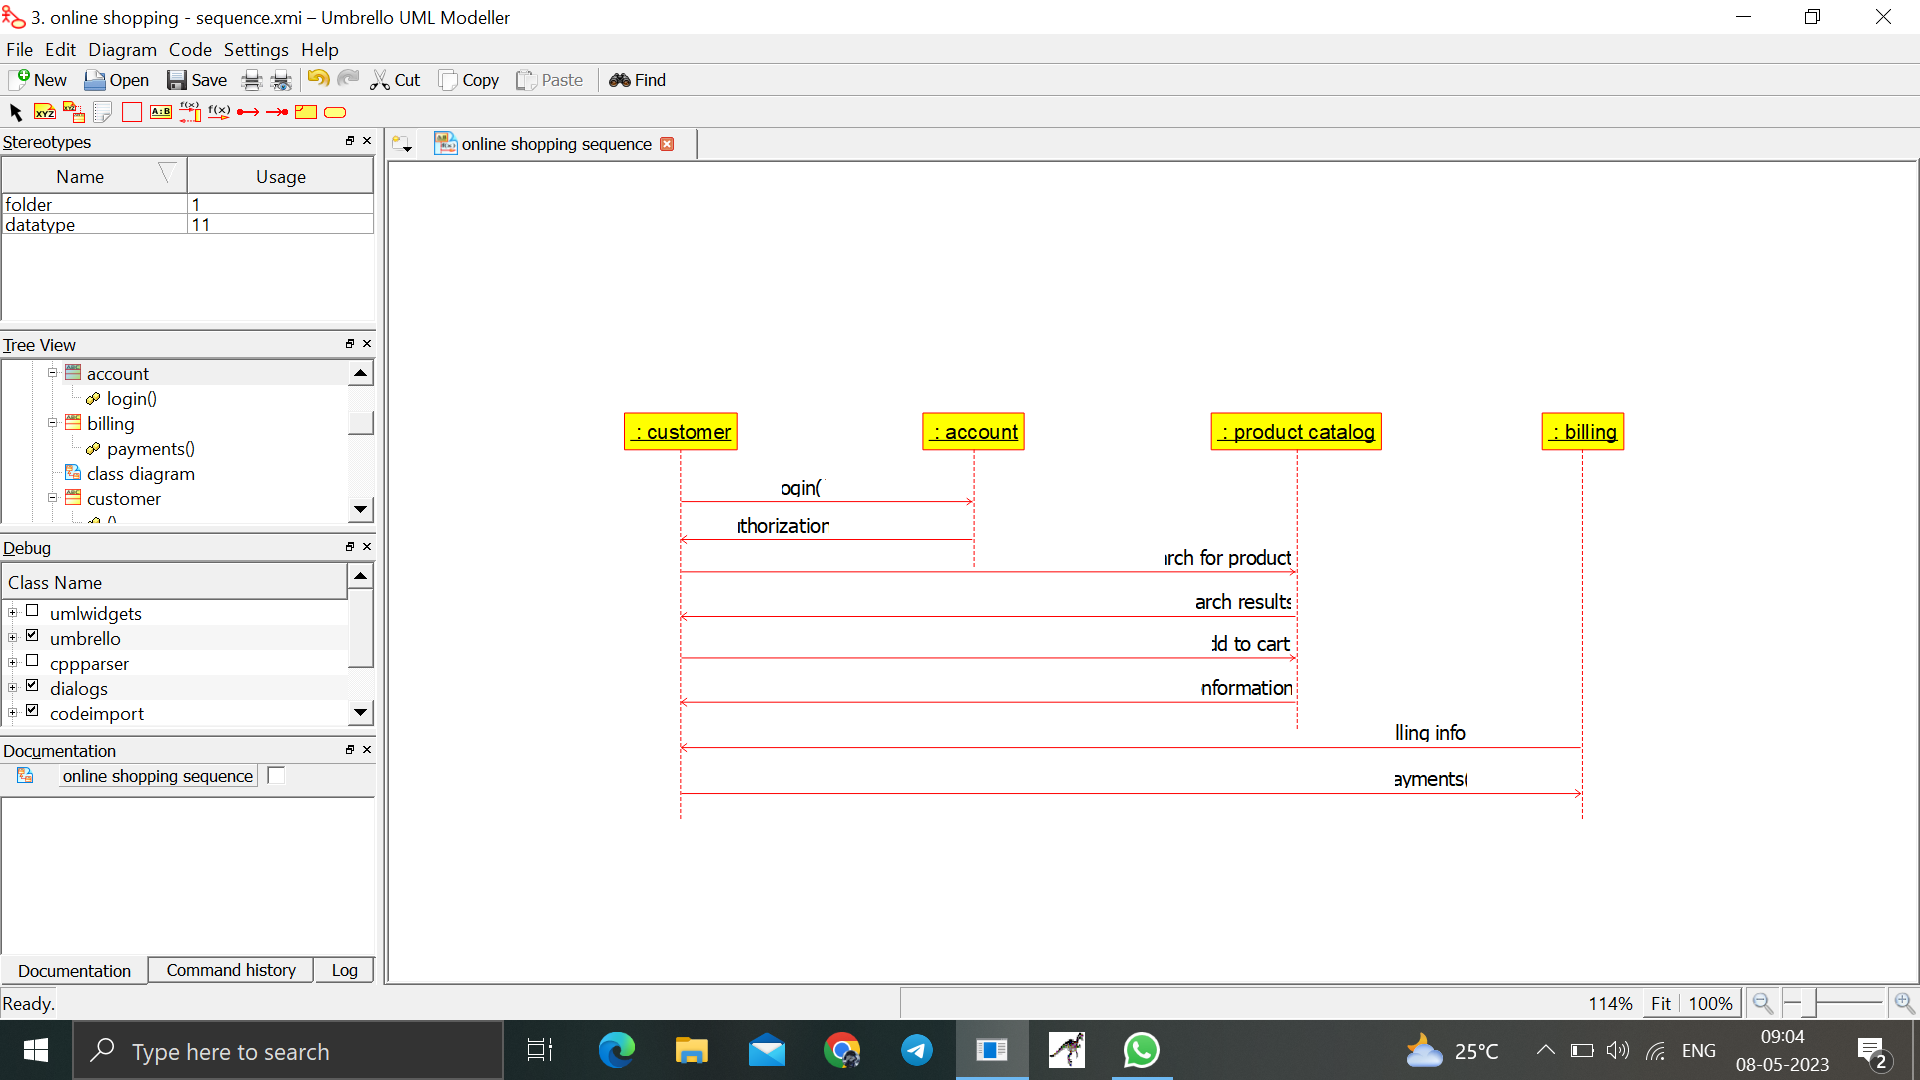 3. online shopping - sequence.xmi – Umbrello UML Modeller
File Edit Diagram Code Settings Help
New Open Save Cut Copy Paste Find
XYZ XYZ A:B f(x) f(x)
Stereotypes
online shopping sequence
Name Usage
folder 1
datatype 11
Tree View
account
login()
billing
payments()
class diagram
customer
()
Debug
Class Name
umlwidgets
umbrello
cppparser
dialogs
codeimport
Documentation
online shopping sequence
Documentation Command history Log
: customer : account : product catalog : billing
ogin(
thorization
rch for product
arch results
dd to cart
nformation
lling info
ayments(
Ready.
114% Fit 100%
Type here to search
25°C
ENG
09:04
08-05-2023
2